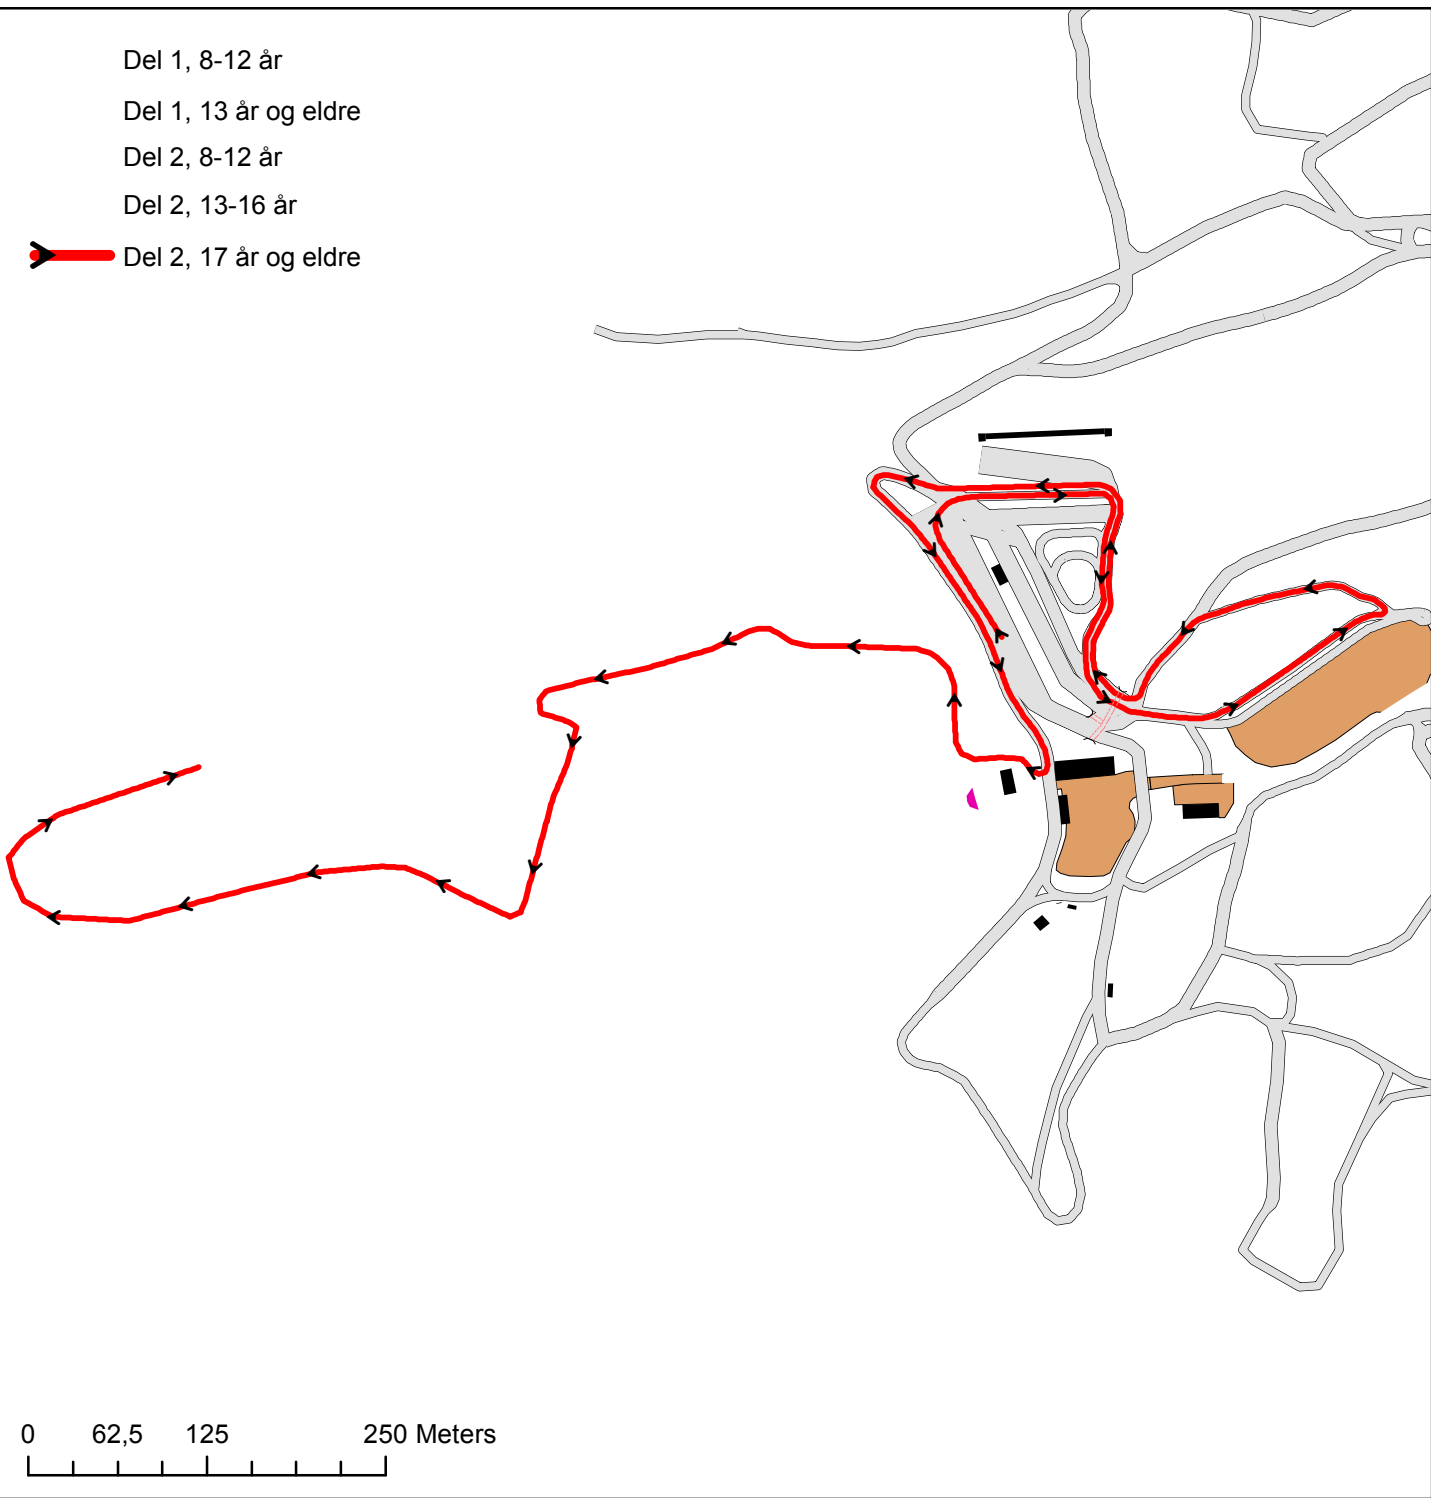 Del 1, 8-12 år
Del 1, 13 år og eldre
Del 2, 8-12 år
Del 2, 13-16 år
Del 2, 17 år og eldre
0 62,5 125 250 Meters